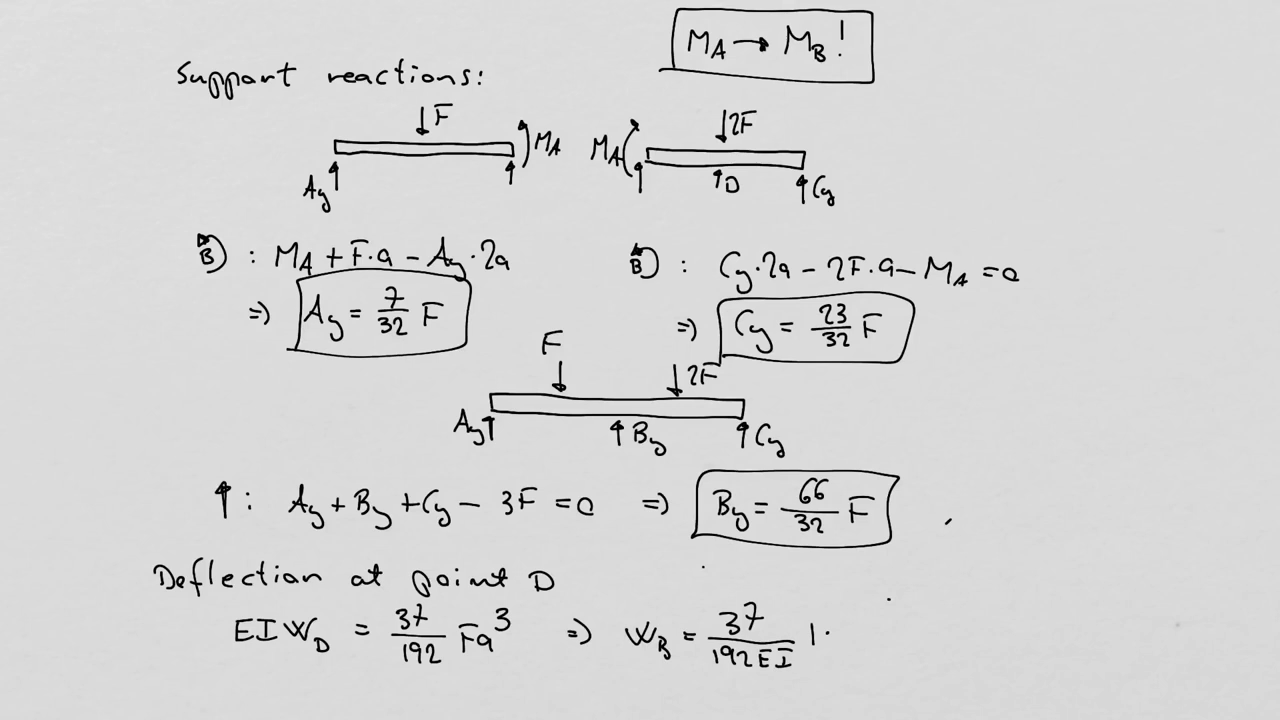 M_A → M_B !
Support reactions:
↓F
M_A
A_y
M_A
↓2F
↑D
C_y
B) : M_A + F·a − A_y·2a
⇒) A_y = 7/32 F
B) : C_y·2a − 2F·a − M_A = 0
⇒) C_y = 23/32 F
F
2F
A_y
B_y
C_y
↑: A_y + B_y + C_y − 3F = 0 ⇒) B_y = 66/32 F
Deflection at point D
EIW_D = 37/192 Fa³ ⇒) W_B = 37/192EI